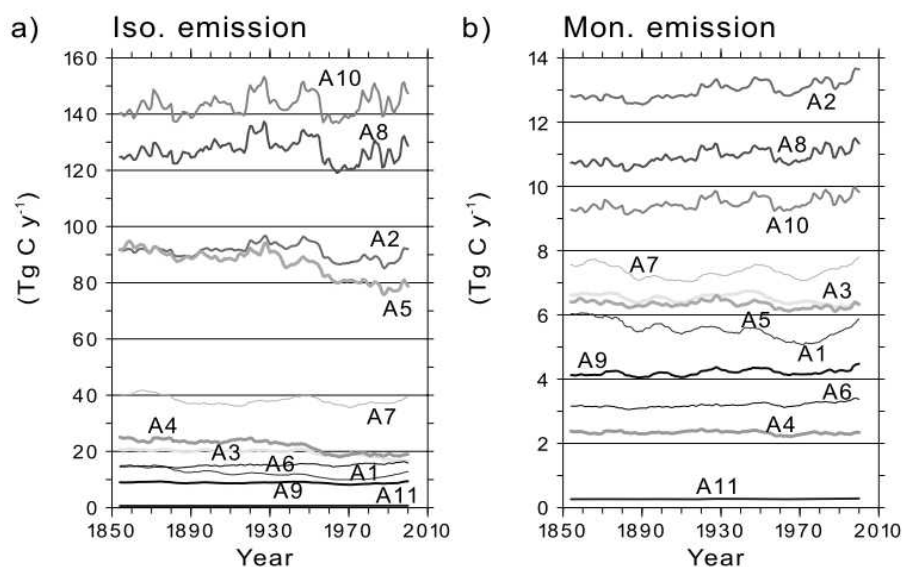 a) Iso. emission
160
140
120
100
80
60
40
20
0
(Tg C y-1)
A10
A8
A2
A5
A7
A4
A3
A6
A1
A9
A11
1850 1890 1930 1970 2010
Year
b) Mon. emission
14
12
10
8
6
4
2
0
(Tg C y-1)
A2
A8
A10
A7
A3
A5
A1
A9
A6
A4
A11
1850 1890 1930 1970 2010
Year